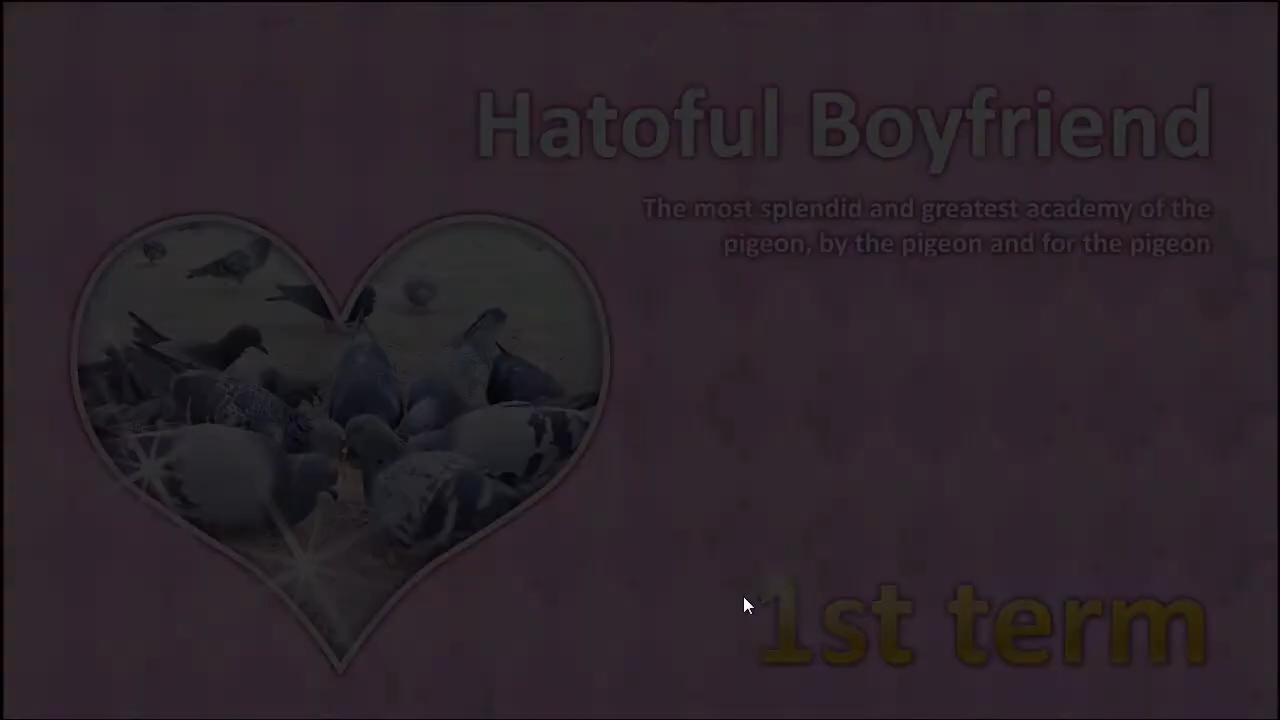 Hatoful Boyfriend
The most splendid and greatest academy of the
pigeon, by the pigeon and for the pigeon
1st term